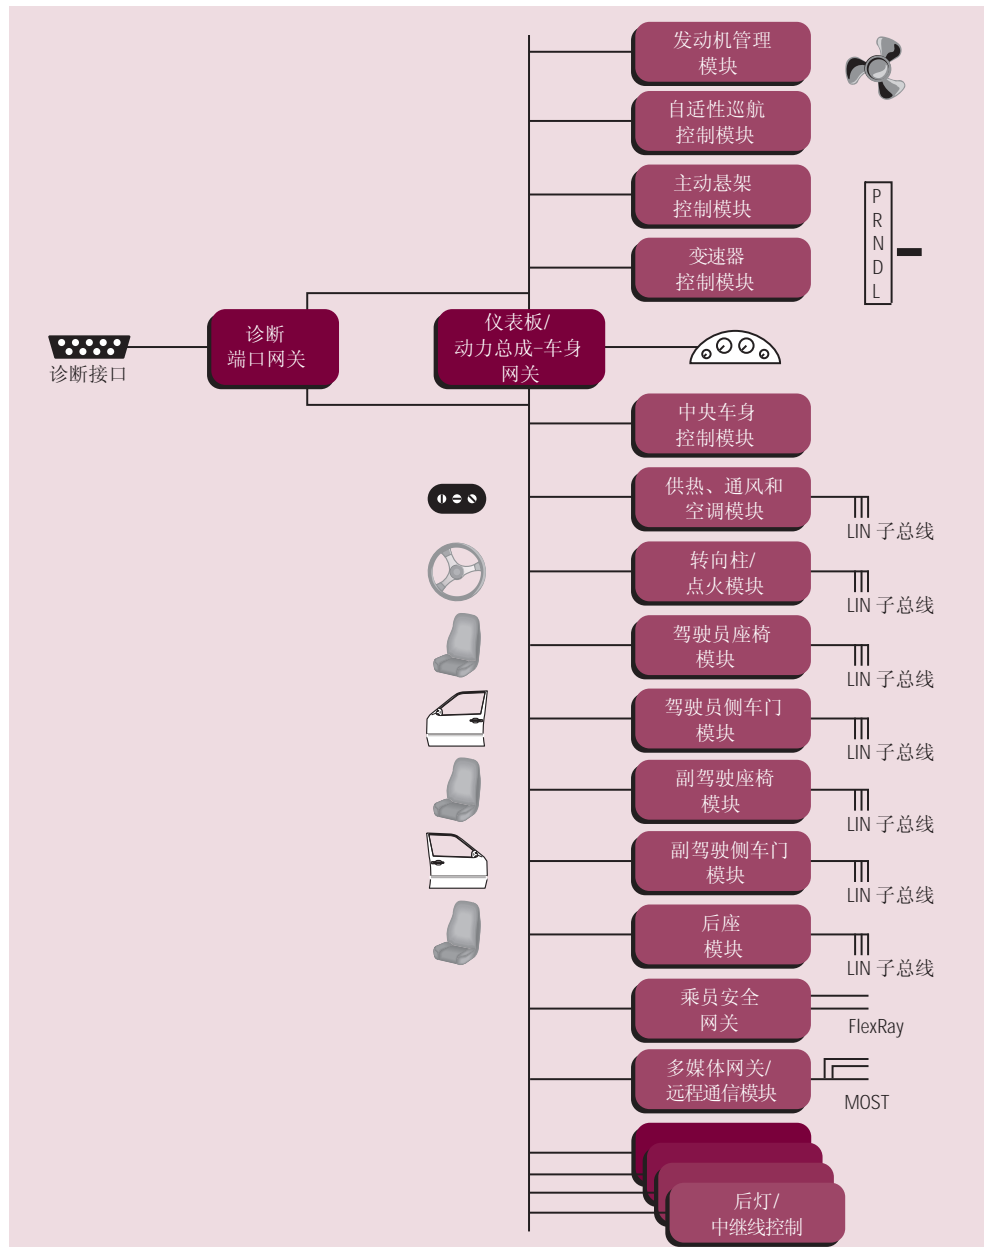 发动机管理
模块
自适性巡航
控制模块
主动悬架
控制模块
P
R
N
D
L
变速器
控制模块
诊断接口
诊断
端口网关
仪表板/
动力总成-车身
网关
中央车身
控制模块
供热、通风和
空调模块
LIN 子总线
转向柱/
点火模块
LIN 子总线
驾驶员座椅
模块
LIN 子总线
驾驶员侧车门
模块
LIN 子总线
副驾驶座椅
模块
LIN 子总线
副驾驶侧车门
模块
LIN 子总线
后座
模块
LIN 子总线
乘员安全
网关
FlexRay
多媒体网关/
远程通信模块
MOST
后灯/
中继线控制